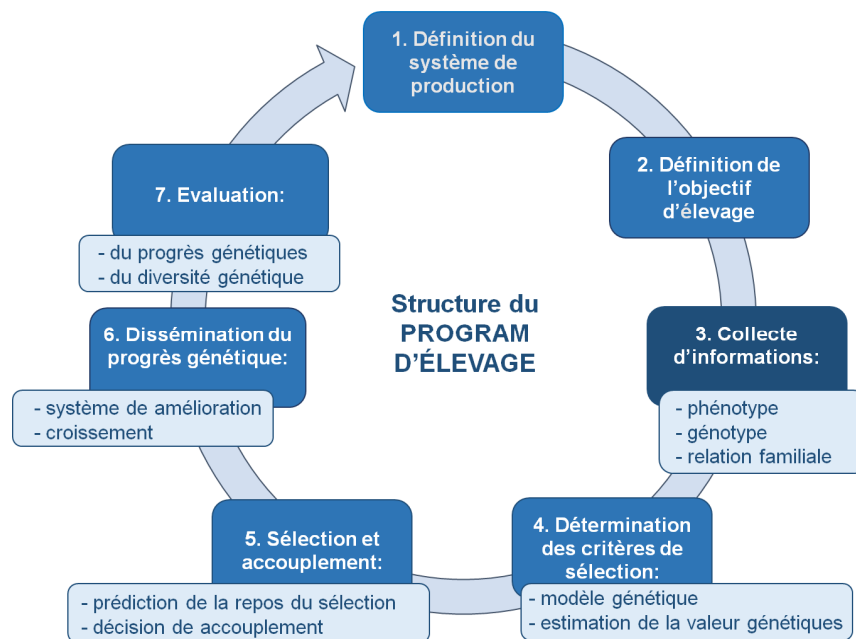 1. Définition du
système de
production
2. Définition de
l’objectif
d’élevage
3. Collecte
d’informations:
- phénotype
- génotype
- relation familiale
4. Détermination
des critères de
sélection:
- modèle génétique
- estimation de la valeur génétiques
5. Sélection et
accouplement:
- prédiction de la repos du sélection
- décision de accouplement
6. Dissémination du
progrès génétique:
- système de amélioration
- croissement
7. Evaluation:
- du progrès génétiques
- du diversité génétique
Structure du
PROGRAM
D’ÉLEVAGE